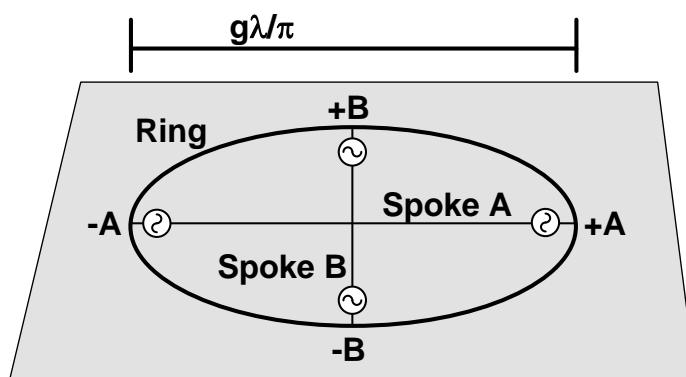 gλ/π
+B
Ring
Spoke A
-A
+A
Spoke B
-B